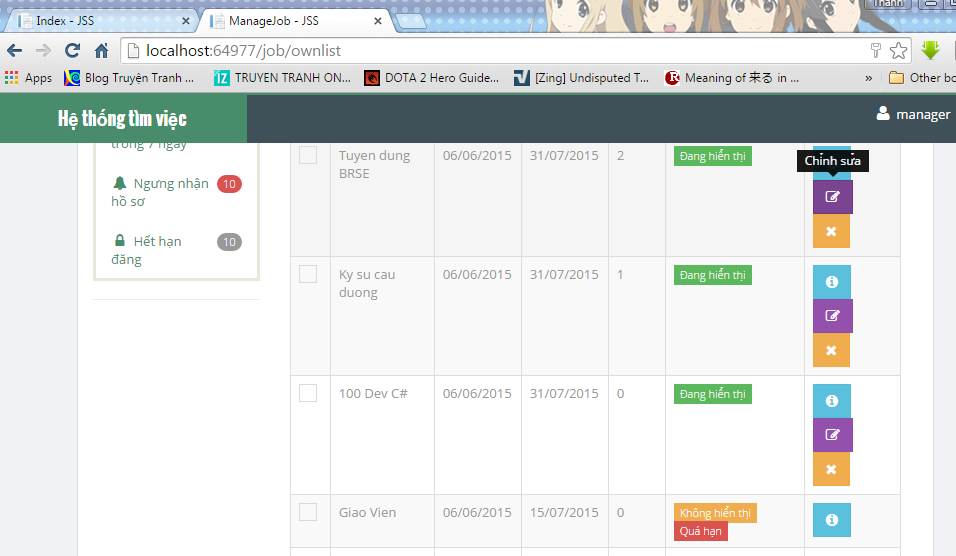 Thanh
Index - JSS
ManageJob - JSS
localhost:64977/job/ownlist
Apps
Blog Truyện Tranh ...
TRUYEN TRANH ON...
DOTA 2 Hero Guide...
[Zing] Undisputed T...
Meaning of 来る in ...
»
Other bo
Hệ thống tìm việc
manager
trong 7 ngày
Ngưng nhận 10
hồ sơ
Hết hạn 10
đăng
Tuyen dung 06/06/2015 31/07/2015 2 Đang hiển thị
BRSE
Chỉnh sửa
Ky su cau 06/06/2015 31/07/2015 1 Đang hiển thị
duong
100 Dev C# 06/06/2015 31/07/2015 0 Đang hiển thị
Giao Vien 06/06/2015 15/07/2015 0 Không hiển thị
Quá hạn